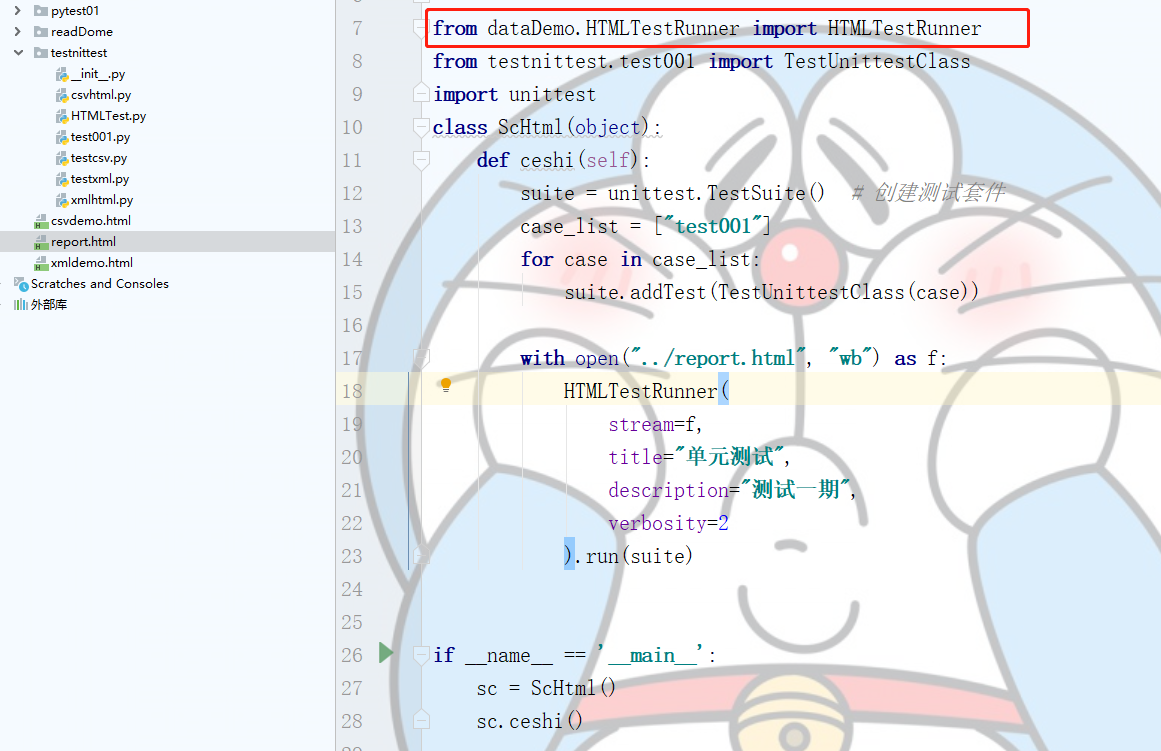 pytest01
readDome
testnittest
__init__.py
csvhtml.py
HTMLTest.py
test001.py
testcsv.py
testxml.py
xmlhtml.py
csvdemo.html
report.html
xmldemo.html
Scratches and Consoles
外部库
7 from dataDemo.HTMLTestRunner import HTMLTestRunner
8 from testnittest.test001 import TestUnittestClass
9 import unittest
10 class ScHtml(object):
11 def ceshi(self):
12 suite = unittest.TestSuite() # 创建测试套件
13 case_list = ["test001"]
14 for case in case_list:
15 suite.addTest(TestUnittestClass(case))
16
17 with open("../report.html", "wb") as f:
18 HTMLTestRunner(
19 stream=f,
20 title="单元测试",
21 description="测试一期",
22 verbosity=2
23 ).run(suite)
24
25
26 if __name__ == '__main__':
27 sc = ScHtml()
28 sc.ceshi()